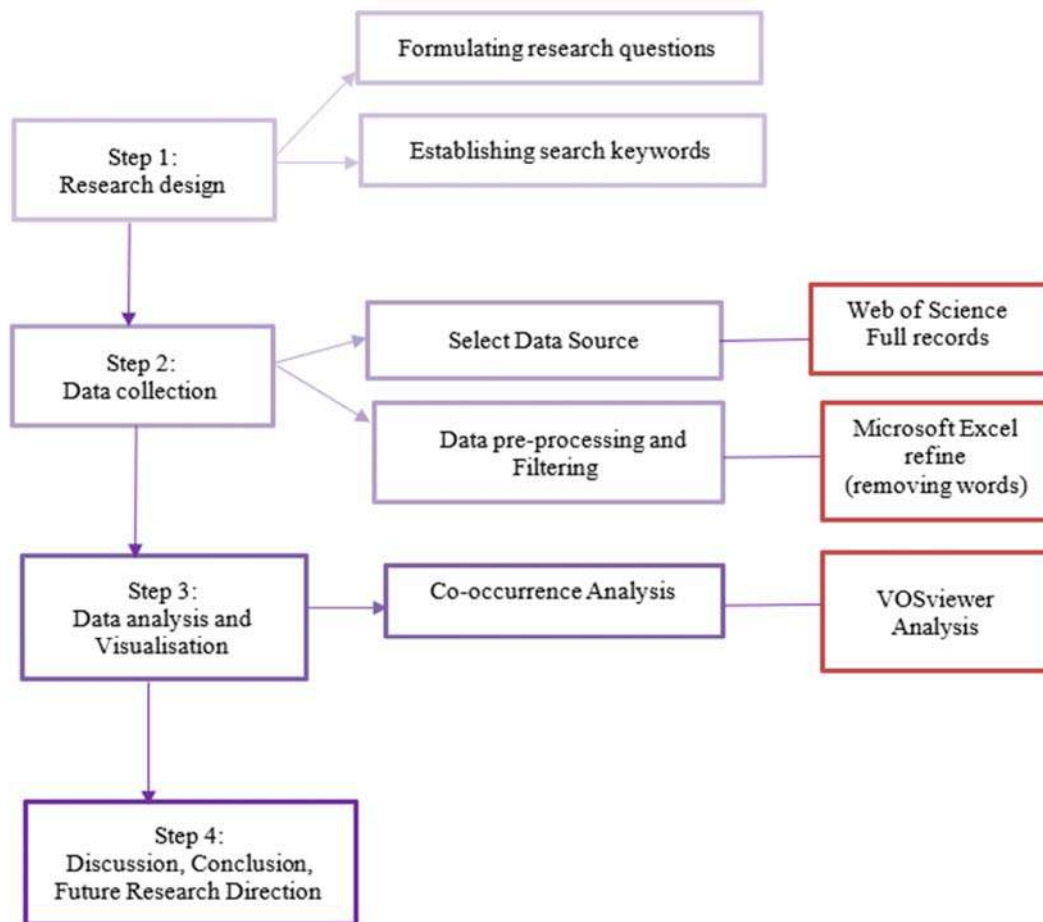 Formulating research questions
Establishing search keywords
Step 1:
Research design
Select Data Source
Web of Science
Full records
Step 2:
Data collection
Data pre-processing and
Filtering
Microsoft Excel
refine
(removing words)
Step 3:
Data analysis and
Visualisation
Co-occurrence Analysis
VOSviewer
Analysis
Step 4:
Discussion, Conclusion,
Future Research Direction